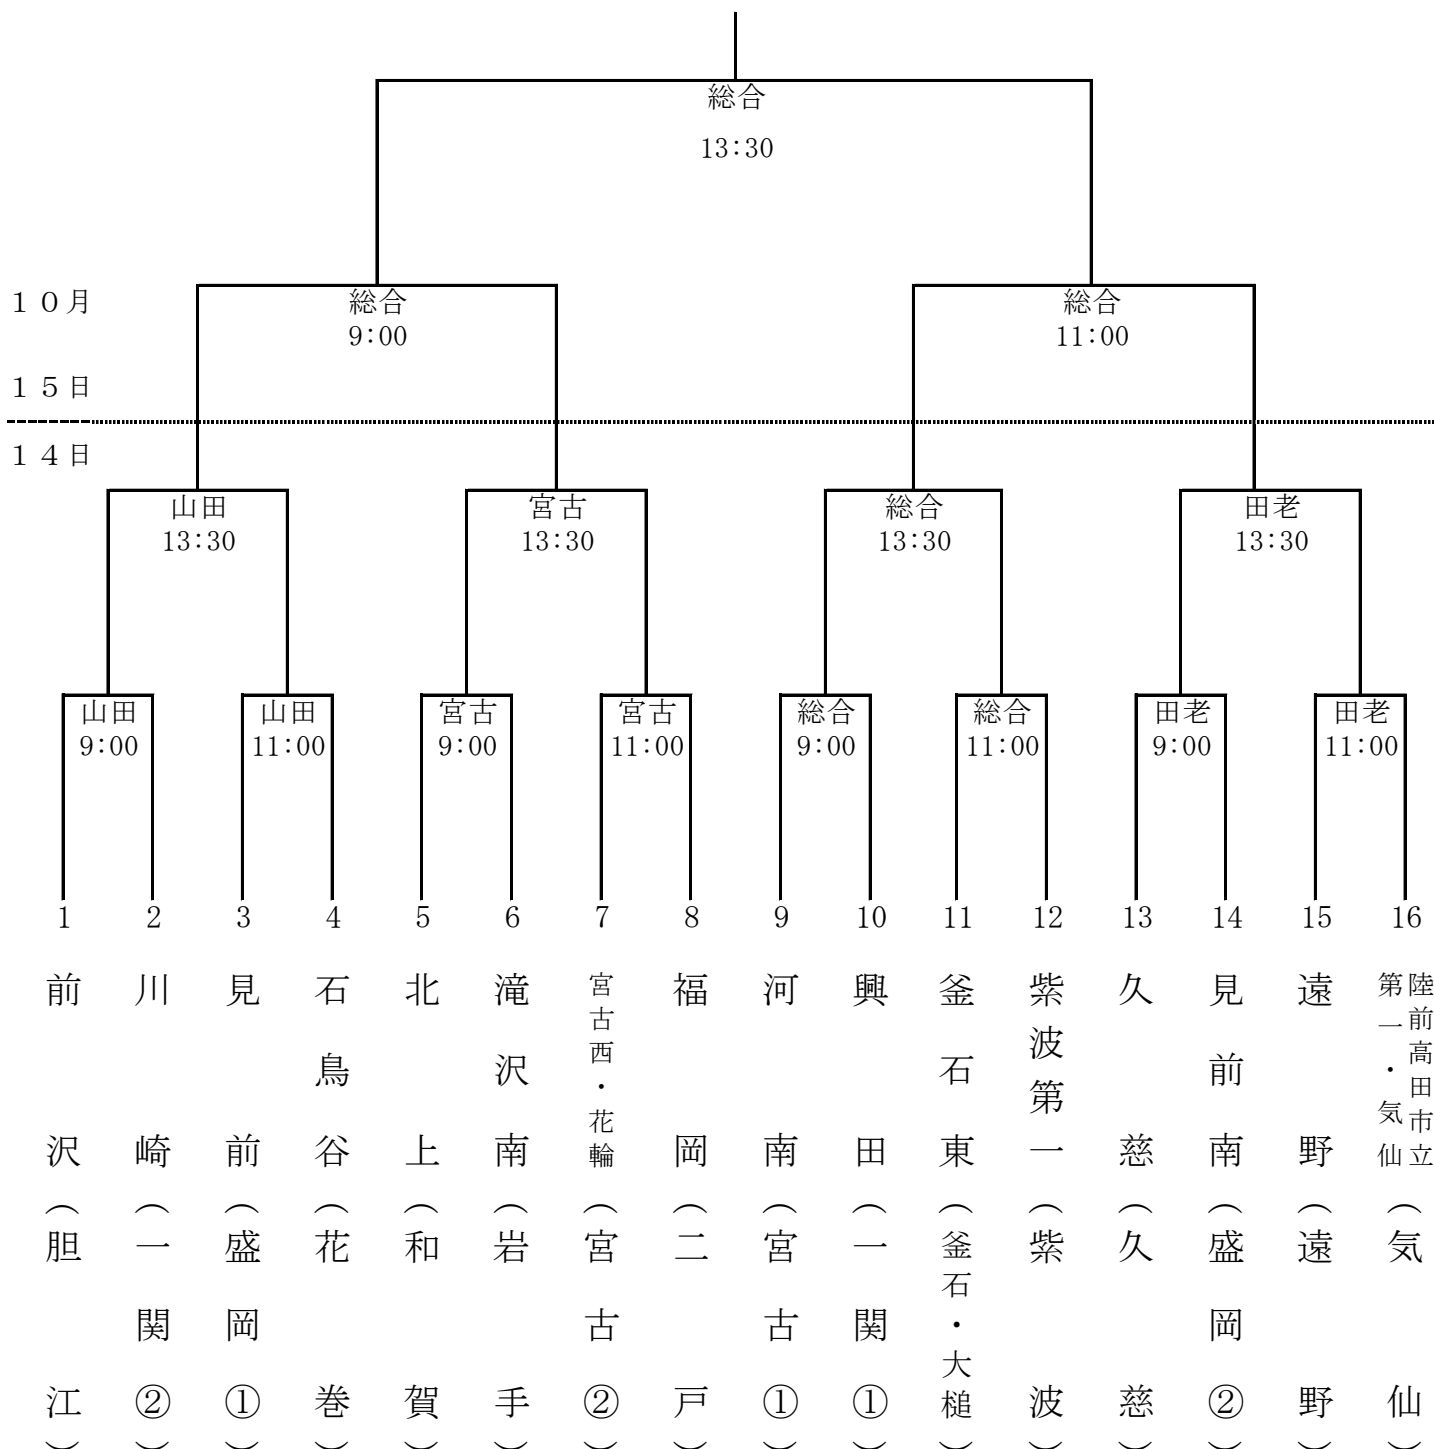 総合
13:30
１０月
総合
9:00
総合
11:00
１５日
１４日
山田
13:30
宮古
13:30
総合
13:30
田老
13:30
山田
9:00
山田
11:00
宮古
9:00
宮古
11:00
総合
9:00
総合
11:00
田老
9:00
田老
11:00
1
2
3
4
5
6
7
8
9
10
11
12
13
14
15
16
前沢（胆江）
川崎（一関②）
見前（盛岡①）
石鳥谷（花巻）
北上（和賀）
滝沢南（岩手）
宮古西・花輪（宮古②）
福岡（二戸）
河南（宮古①）
興田（一関①）
釜石東（釜石・大槌）
紫波第一（紫波）
久慈（久慈）
見前南（盛岡②）
遠野（遠野）
陸前高田市立
第一・気仙
（気仙）